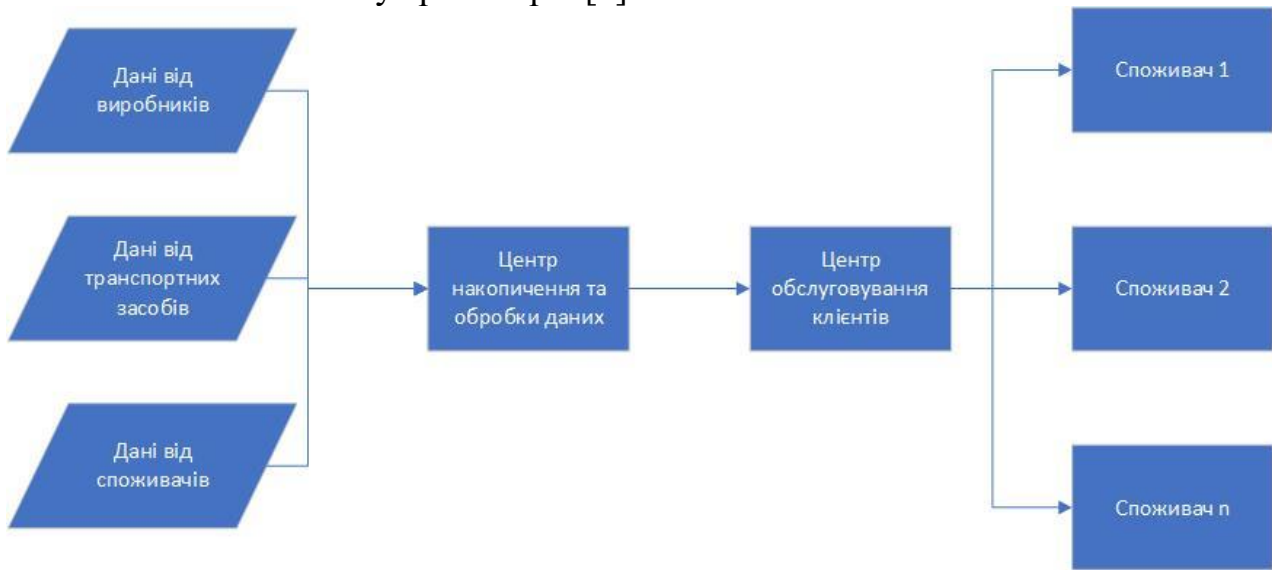 Дані від
виробників
Дані від
транспортних
засобів
Дані від
споживачів
Центр
накопичення та
обробки даних
Центр
обслуговування
клієнтів
Споживач 1
Споживач 2
Споживач n